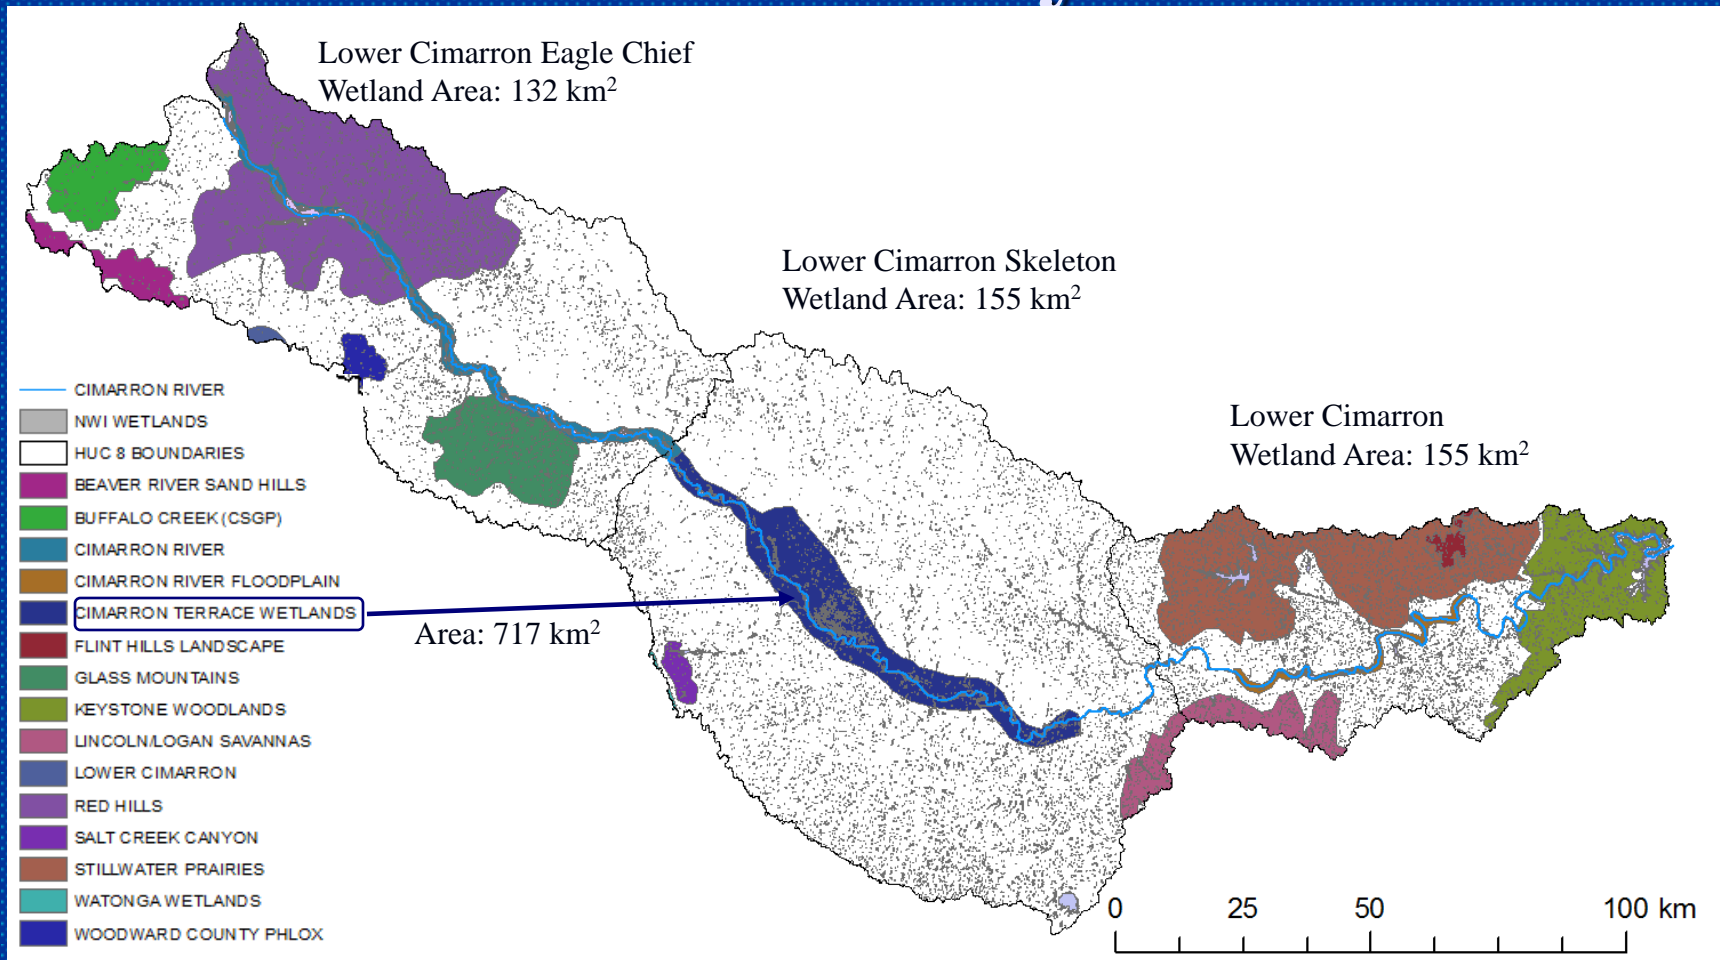 Lower Cimarron Eagle Chief
Wetland Area: 132 km²
Lower Cimarron Skeleton
Wetland Area: 155 km²
Lower Cimarron
Wetland Area: 155 km²
CIMARRON RIVER
NWI WETLANDS
HUC 8 BOUNDARIES
BEAVER RIVER SAND HILLS
BUFFALO CREEK (CSGP)
CIMARRON RIVER
CIMARRON RIVER FLOODPLAIN
CIMARRON TERRACE WETLANDS
Area: 717 km²
FLINT HILLS LANDSCAPE
GLASS MOUNTAINS
KEYSTONE WOODLANDS
LINCOLN/LOGAN SAVANNAS
LOWER CIMARRON
RED HILLS
SALT CREEK CANYON
STILLWATER PRAIRIES
WATONGA WETLANDS
WOODWARD COUNTY PHLOX
0 25 50 100 km